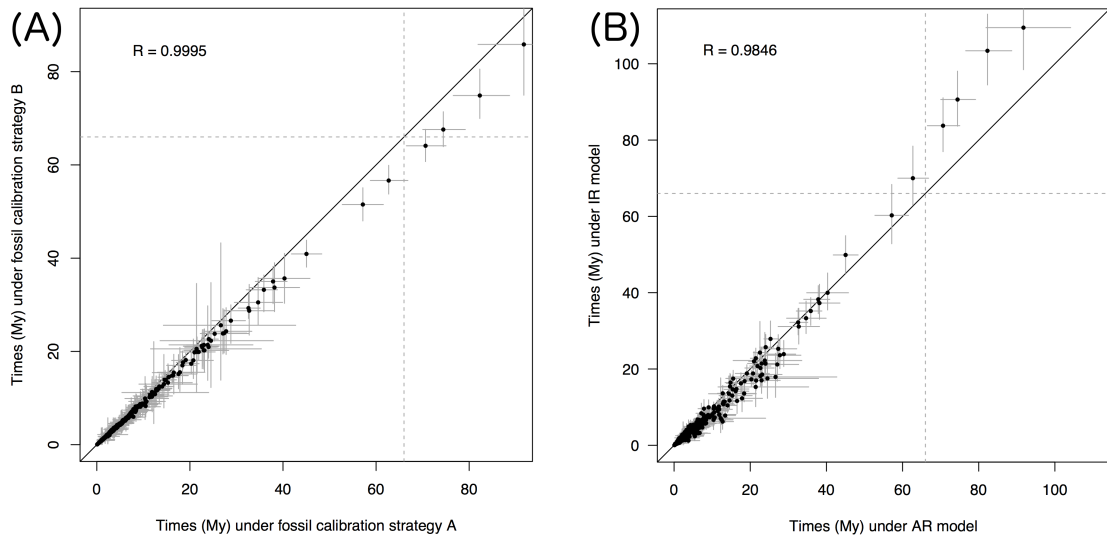 (A)
R = 0.9995
Times (My) under fossil calibration strategy B
80
60
40
20
0
0 20 40 60 80
Times (My) under fossil calibration strategy A
(B)
R = 0.9846
Times (My) under IR model
100
80
60
40
20
0
0 20 40 60 80 100
Times (My) under AR model